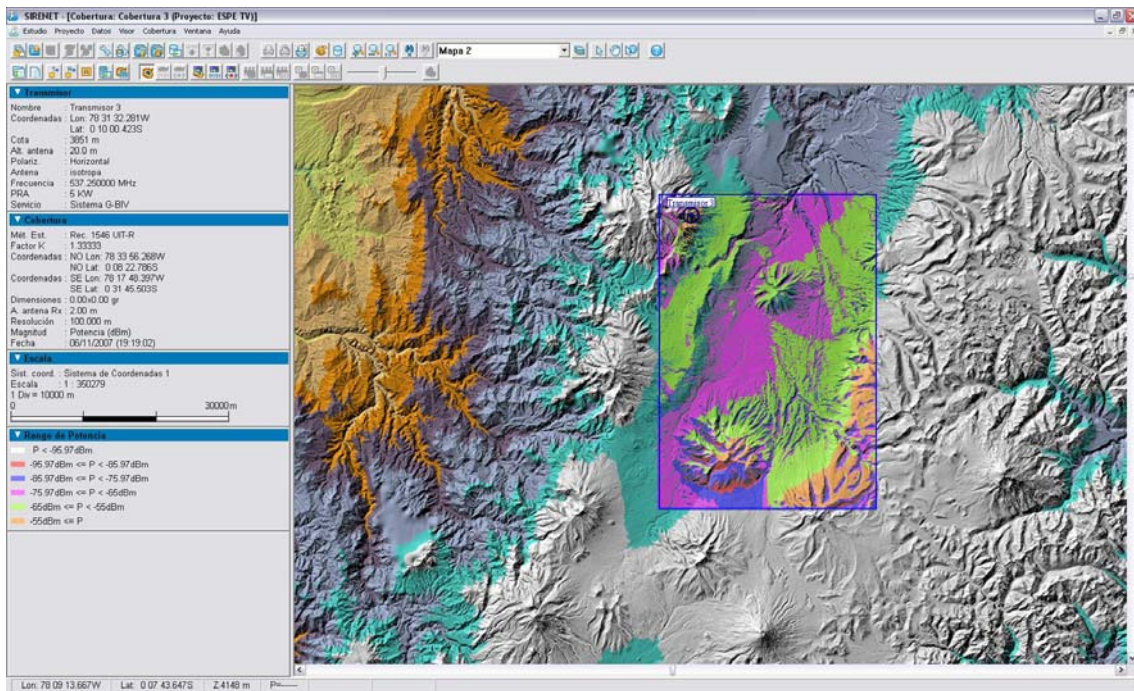 SIRENET - [Cobertura: Cobertura 3 (Proyecto: ESPE TV)]
Estudio Proyecto Datos Visor Cobertura Ventana Ayuda
Mapa 2
Transmisor
Nombre : Transmisor 3
Coordenadas : Lon: 78 31 32.281W
Lat: 0 10 00.423S
Cota : 3851 m
Alt. antena : 20.0 m
Polariz. : Horizontal
Antena : isotropa
Frecuencia : 537.250000 MHz
PRA : 5 KW
Servicio : Sistema G-BIV
Cobertura
Mét. Est. : Rec. 1546 UIT-R
Factor K : 1.33333
Coordenadas : NO Lon: 78 33 56.268W
NO Lat: 0 08 22.786S
Coordenadas : SE Lon: 78 17 48.397W
SE Lat: 0 31 45.503S
Dimensiones : 0.00x0.00 gr
A. antena Rx : 2.00 m
Resolución : 100.000 m
Magnitud : Potencia (dBm)
Fecha : 06/11/2007 (19:19:02)
Escala
Sist. coord. : Sistema de Coordenadas 1
Escala : 1 : 350279
1 Div = 10000 m
0 30000 m
Rango de Potencia
P < -95.97dBm
-95.97dBm <= P < -85.97dBm
-85.97dBm <= P < -75.97dBm
-75.97dBm <= P < -65dBm
-65dBm <= P < -55dBm
-55dBm <= P
Transmisor 3
Lon: 78 09 13.667W Lat: 0 07 43.647S Z:4148 m P=-----